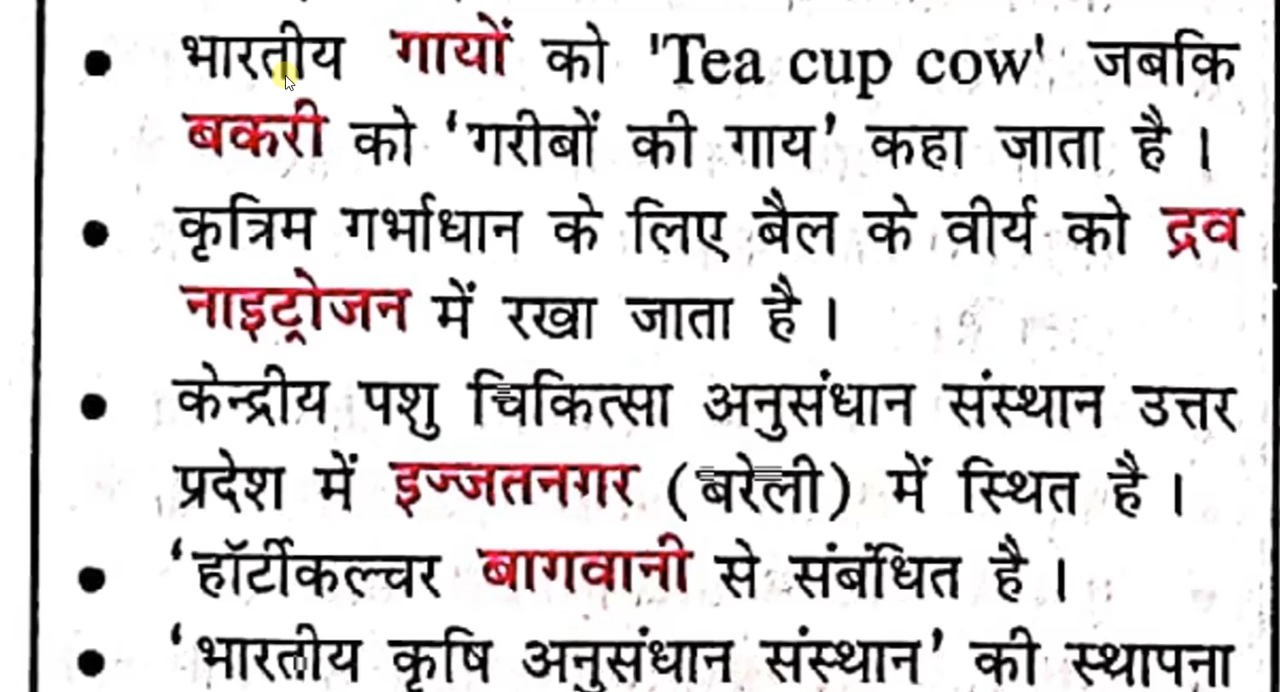 • भारतीय गायों को 'Tea cup cow' जबकि
बकरी को ‘गरीबों की गाय’ कहा जाता है।
• कृत्रिम गर्भाधान के लिए बैल के वीर्य को द्रव
नाइट्रोजन में रखा जाता है।
• केन्द्रीय पशु चिकित्सा अनुसंधान संस्थान उत्तर
प्रदेश में इज्जतनगर (बरेली) में स्थित है।
• ‘हॉर्टीकल्चर बागवानी से संबंधित है।
• ‘भारतीय कृषि अनुसंधान संस्थान’ की स्थापना